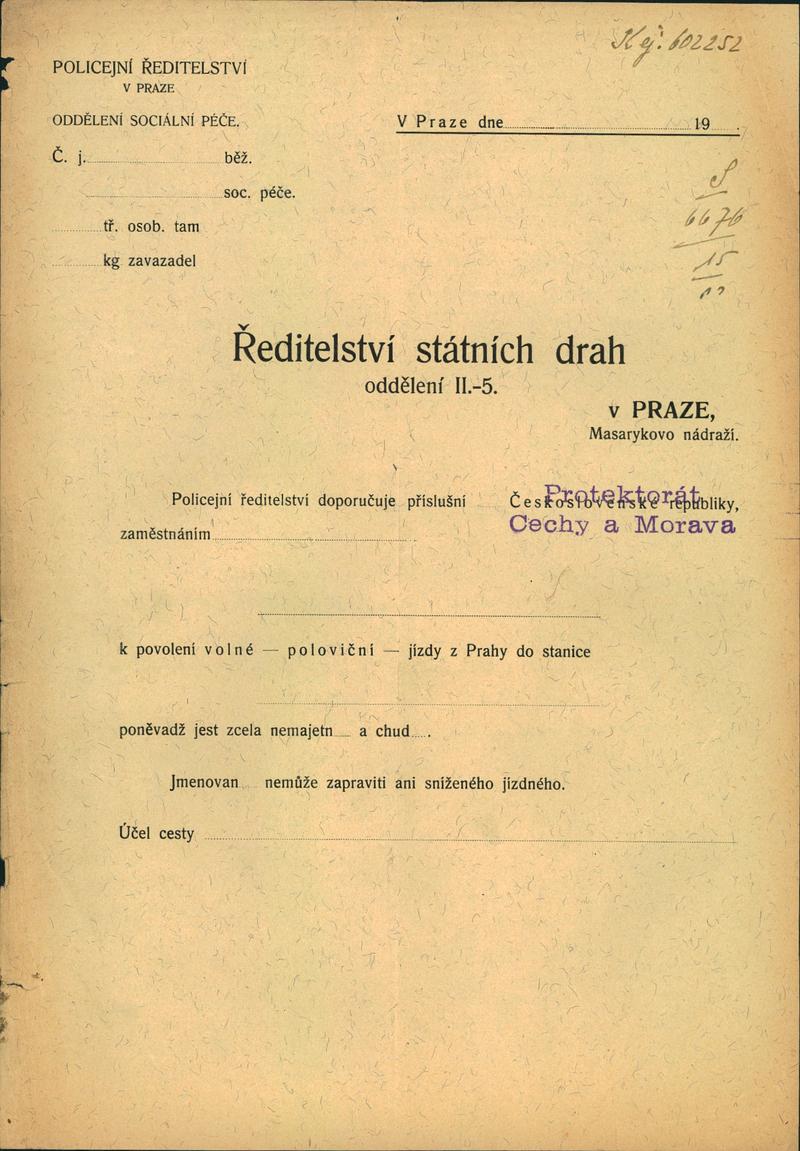 Kř. 602252
POLICEJNÍ ŘEDITELSTVÍ
V PRAZE
ODDĚLENÍ SOCIÁLNÍ PÉČE.
V Praze dne 19 .
Č. j. běž.
soc. péče.
S
6676
tř. osob. tam
kg zavazadel
15
Ředitelství státních drah
oddělení II.-5.
v PRAZE,
Masarykovo nádraží.
Policejní ředitelství doporučuje příslušní Československé republiky,
Protektorát
zaměstnáním
Cechy a Morava
k povolení volné — poloviční — jízdy z Prahy do stanice
poněvadž jest zcela nemajetn a chud .
Jmenovan nemůže zapraviti ani sníženého jízdného.
Účel cesty